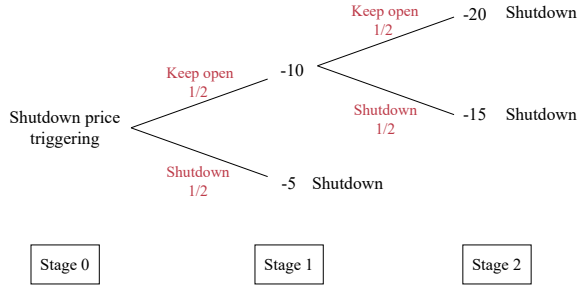 Keep open
1/2
-20 Shutdown
Keep open
1/2
-10
Shutdown price
triggering
Shutdown
1/2
-15 Shutdown
Shutdown
1/2
-5 Shutdown
Stage 0
Stage 1
Stage 2